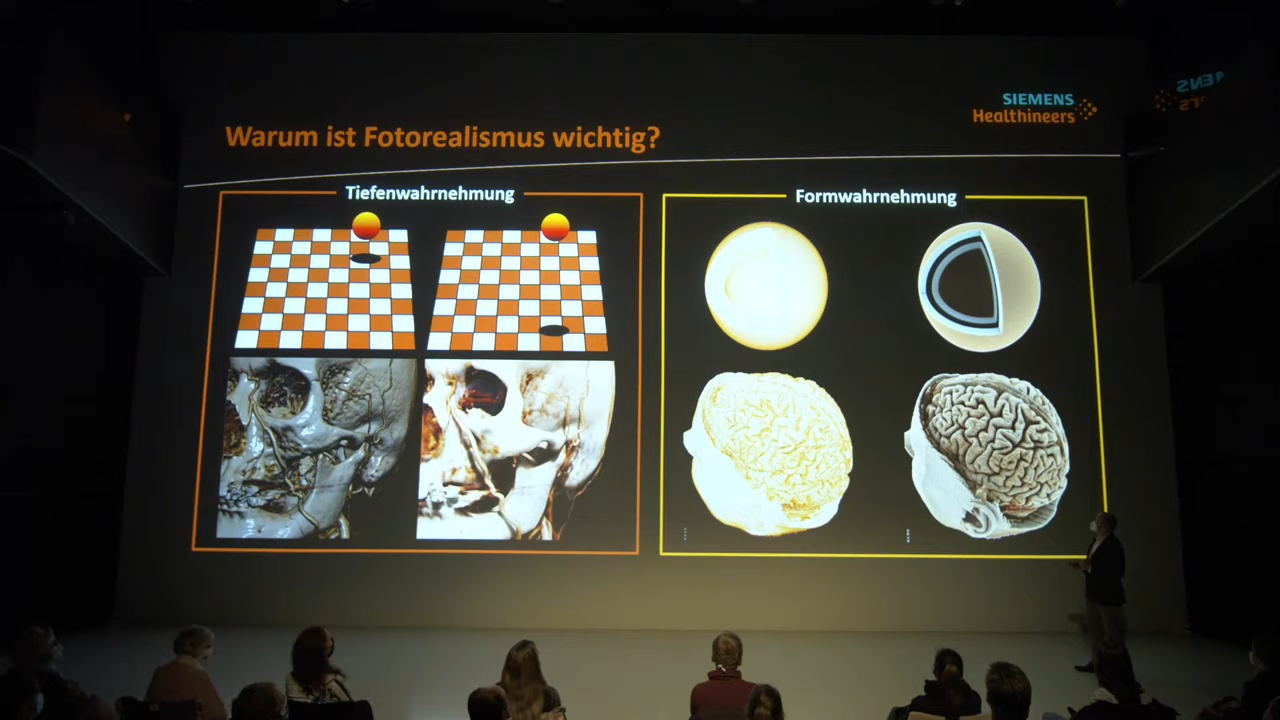 SIEMENS
Healthineers
Warum ist Fotorealismus wichtig?
Tiefenwahrnehmung
Formwahrnehmung